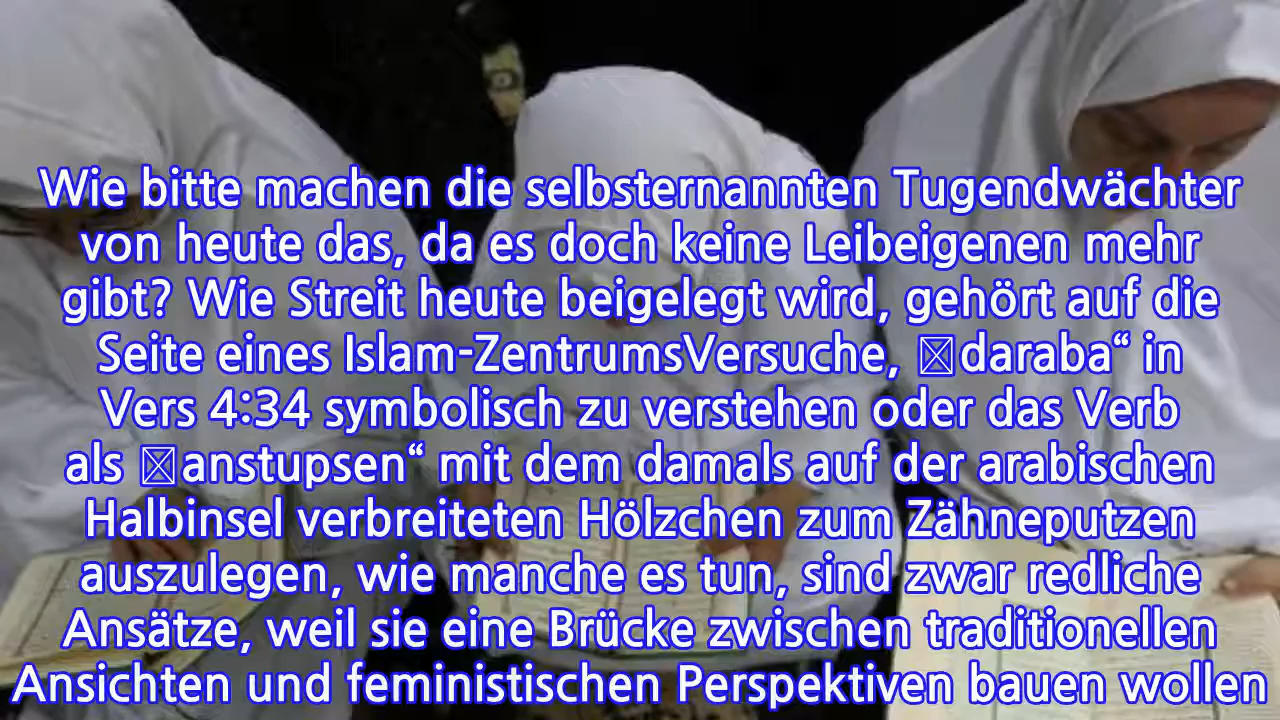 Wie bitte machen die selbsternannten Tugendwächter
von heute das, da es doch keine Leibeigenen mehr
gibt? Wie Streit heute beigelegt wird, gehört auf die
Seite eines Islam-ZentrumsVersuche, daraba“ in
Vers 4:34 symbolisch zu verstehen oder das Verb
als anstupsen“ mit dem damals auf der arabischen
Halbinsel verbreiteten Hölzchen zum Zähneputzen
auszulegen, wie manche es tun, sind zwar redliche
Ansätze, weil sie eine Brücke zwischen traditionellen
Ansichten und feministischen Perspektiven bauen wollen